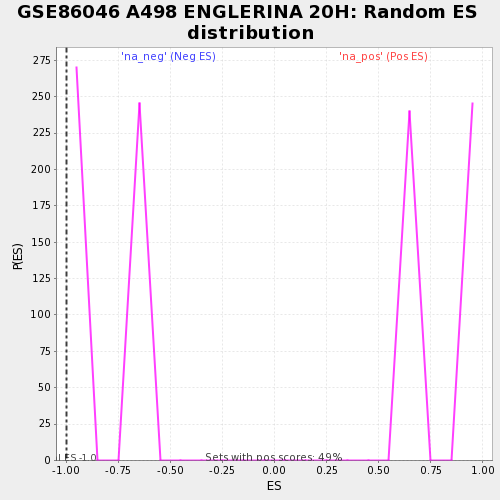 GSE86046 A498 ENGLERINA 20H: Random ES
distribution
'na_neg' (Neg ES) 'na_pos' (Pos ES)
275
250
225
200
175
150
125
100
75
50
25
0
P(ES)
ES -1.0
Sets with pos scores: 49%
-1.00 -0.75 -0.50 -0.25 0.00 0.25 0.50 0.75 1.00
ES